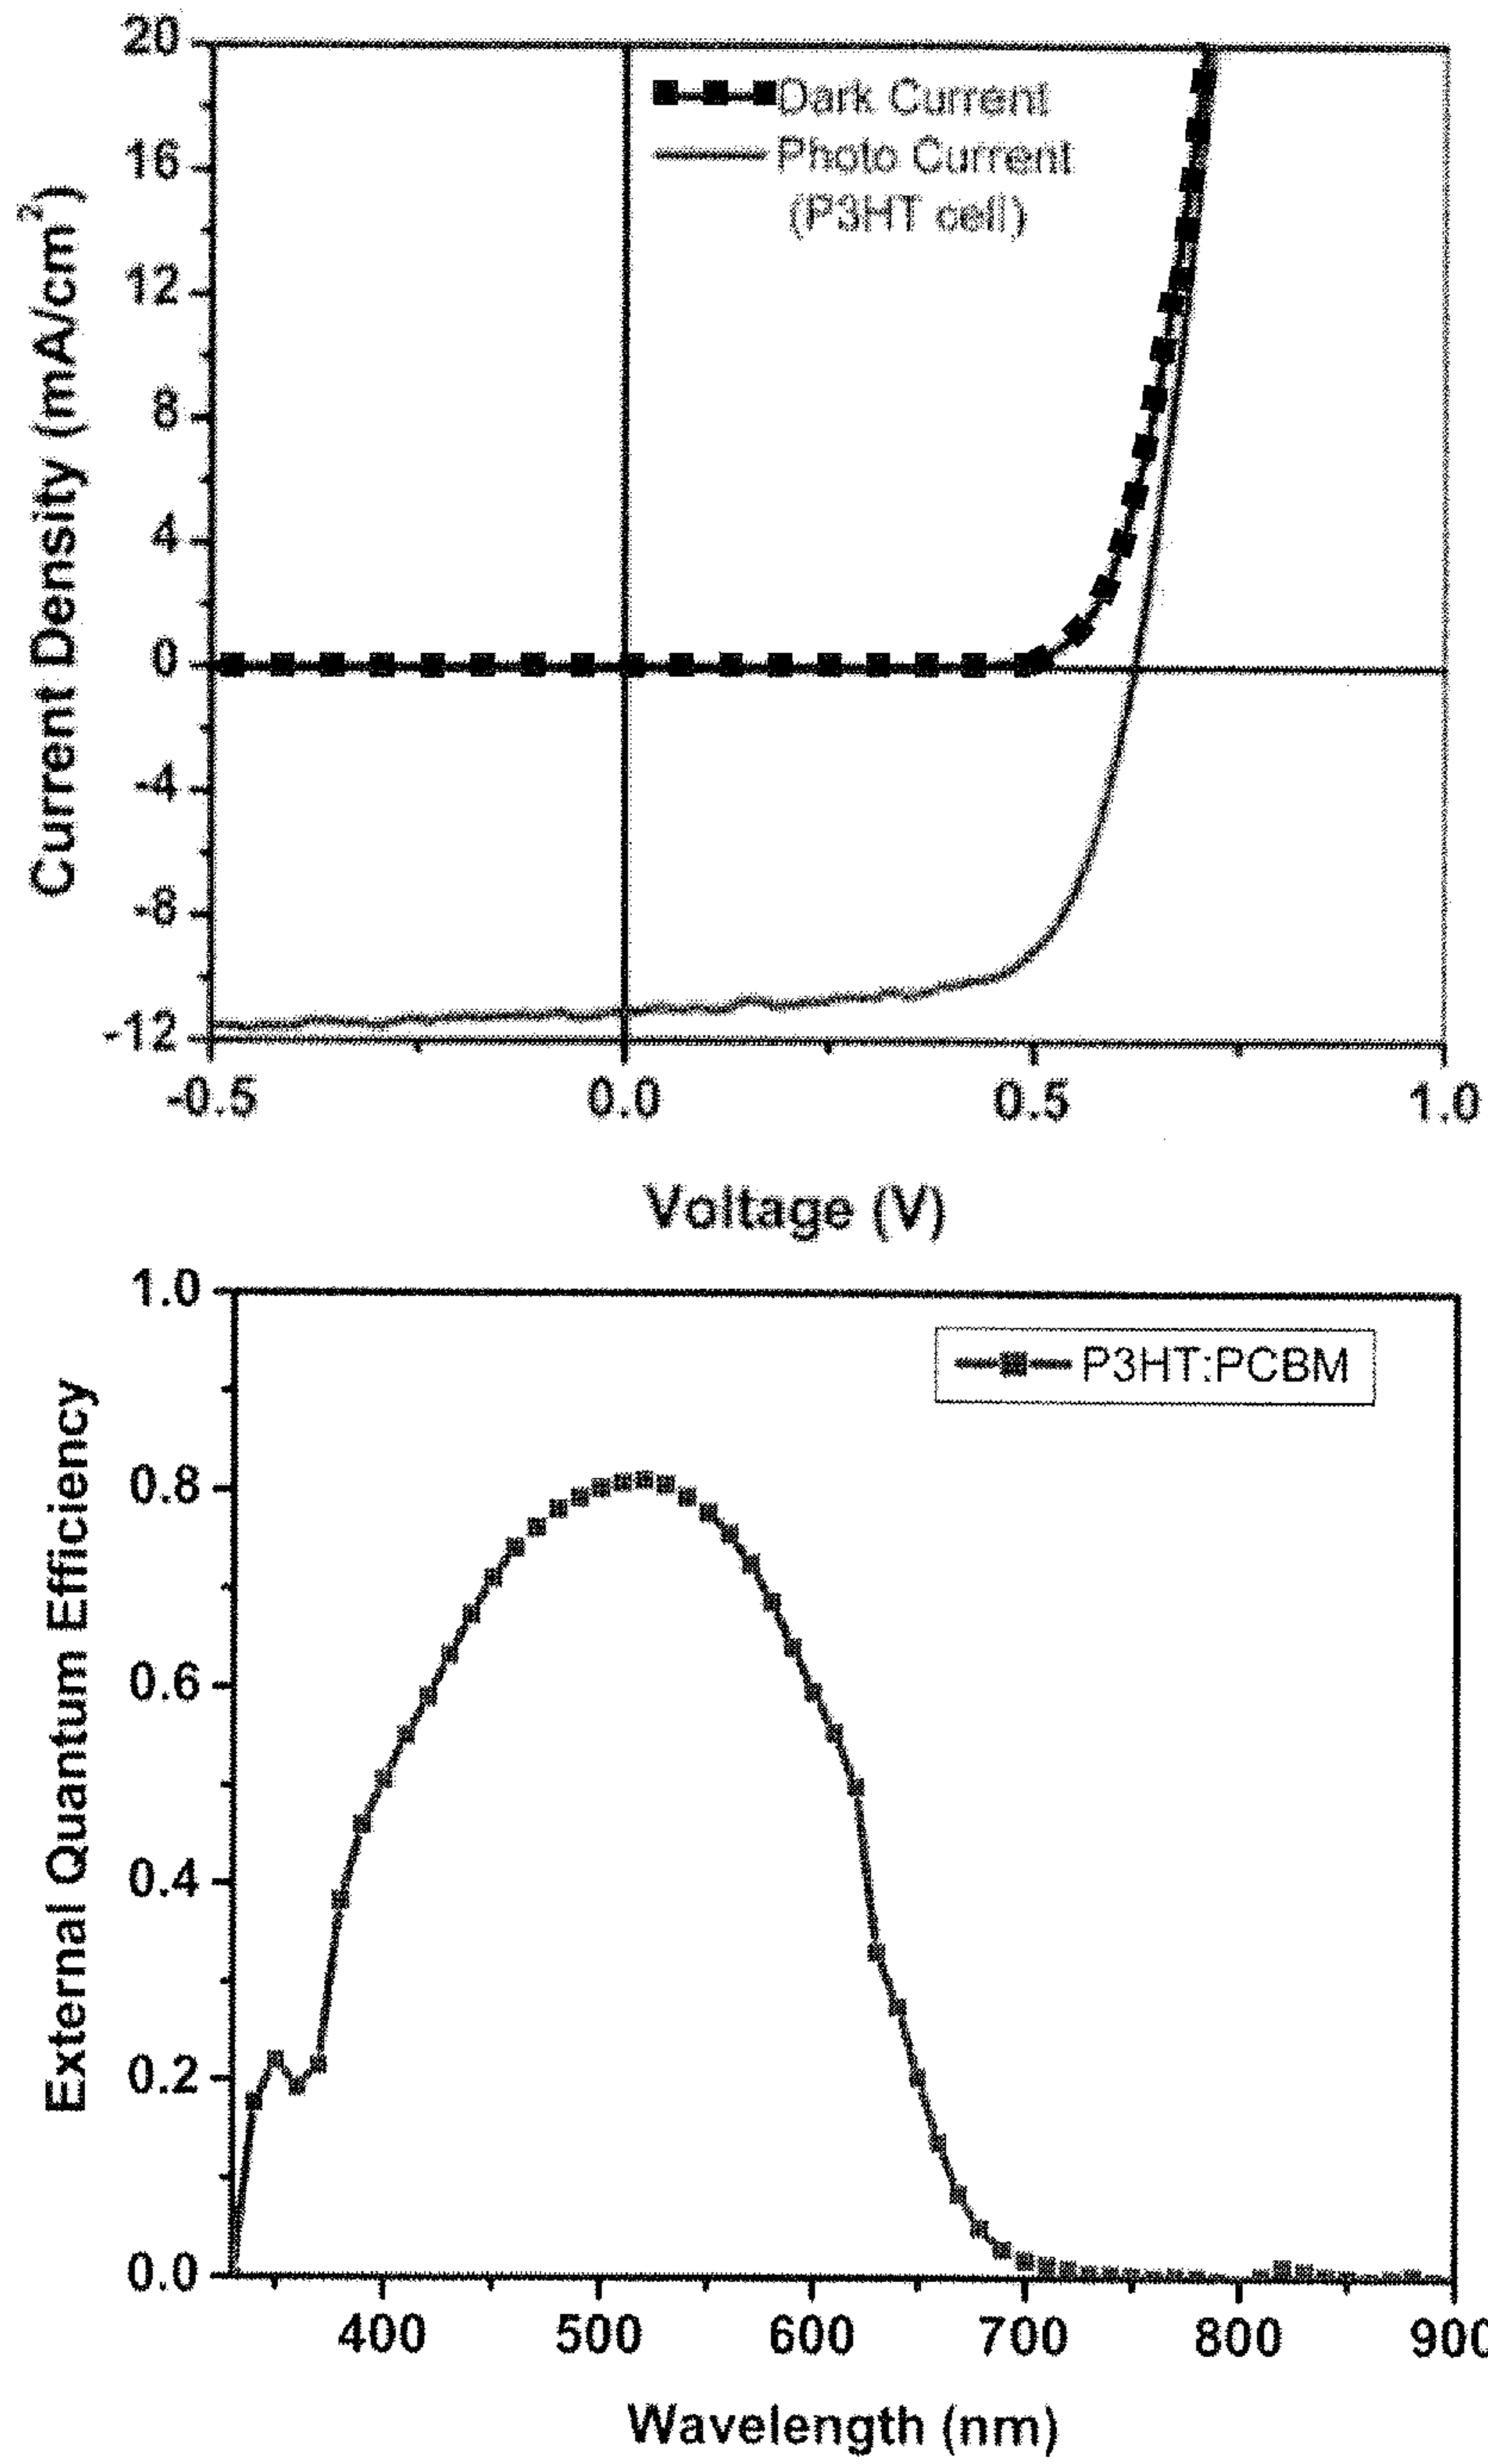 20
16
12
8
4
0
-4
-8
-12
Current Density (mA/cm²)
Dark Current
Photo Current
(P3HT cell)
-0.5 0.0 0.5 1.0
Voltage (V)
1.0
0.8
0.6
0.4
0.2
0.0
External Quantum Efficiency
P3HT:PCBM
400 500 600 700 800 900
Wavelength (nm)